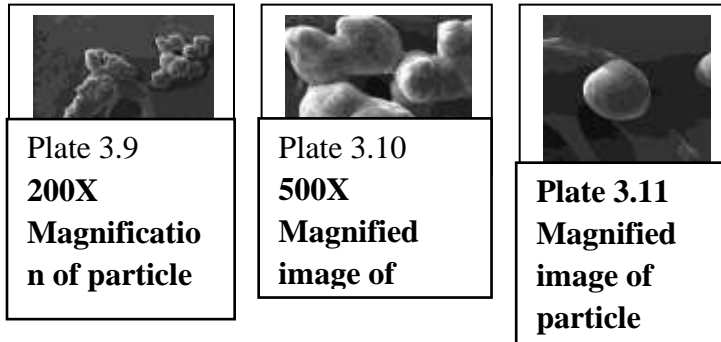 Plate 3.9
200X
Magnificatio
n of particle
Plate 3.10
500X
Magnified
image of
Plate 3.11
Magnified
image of
particle